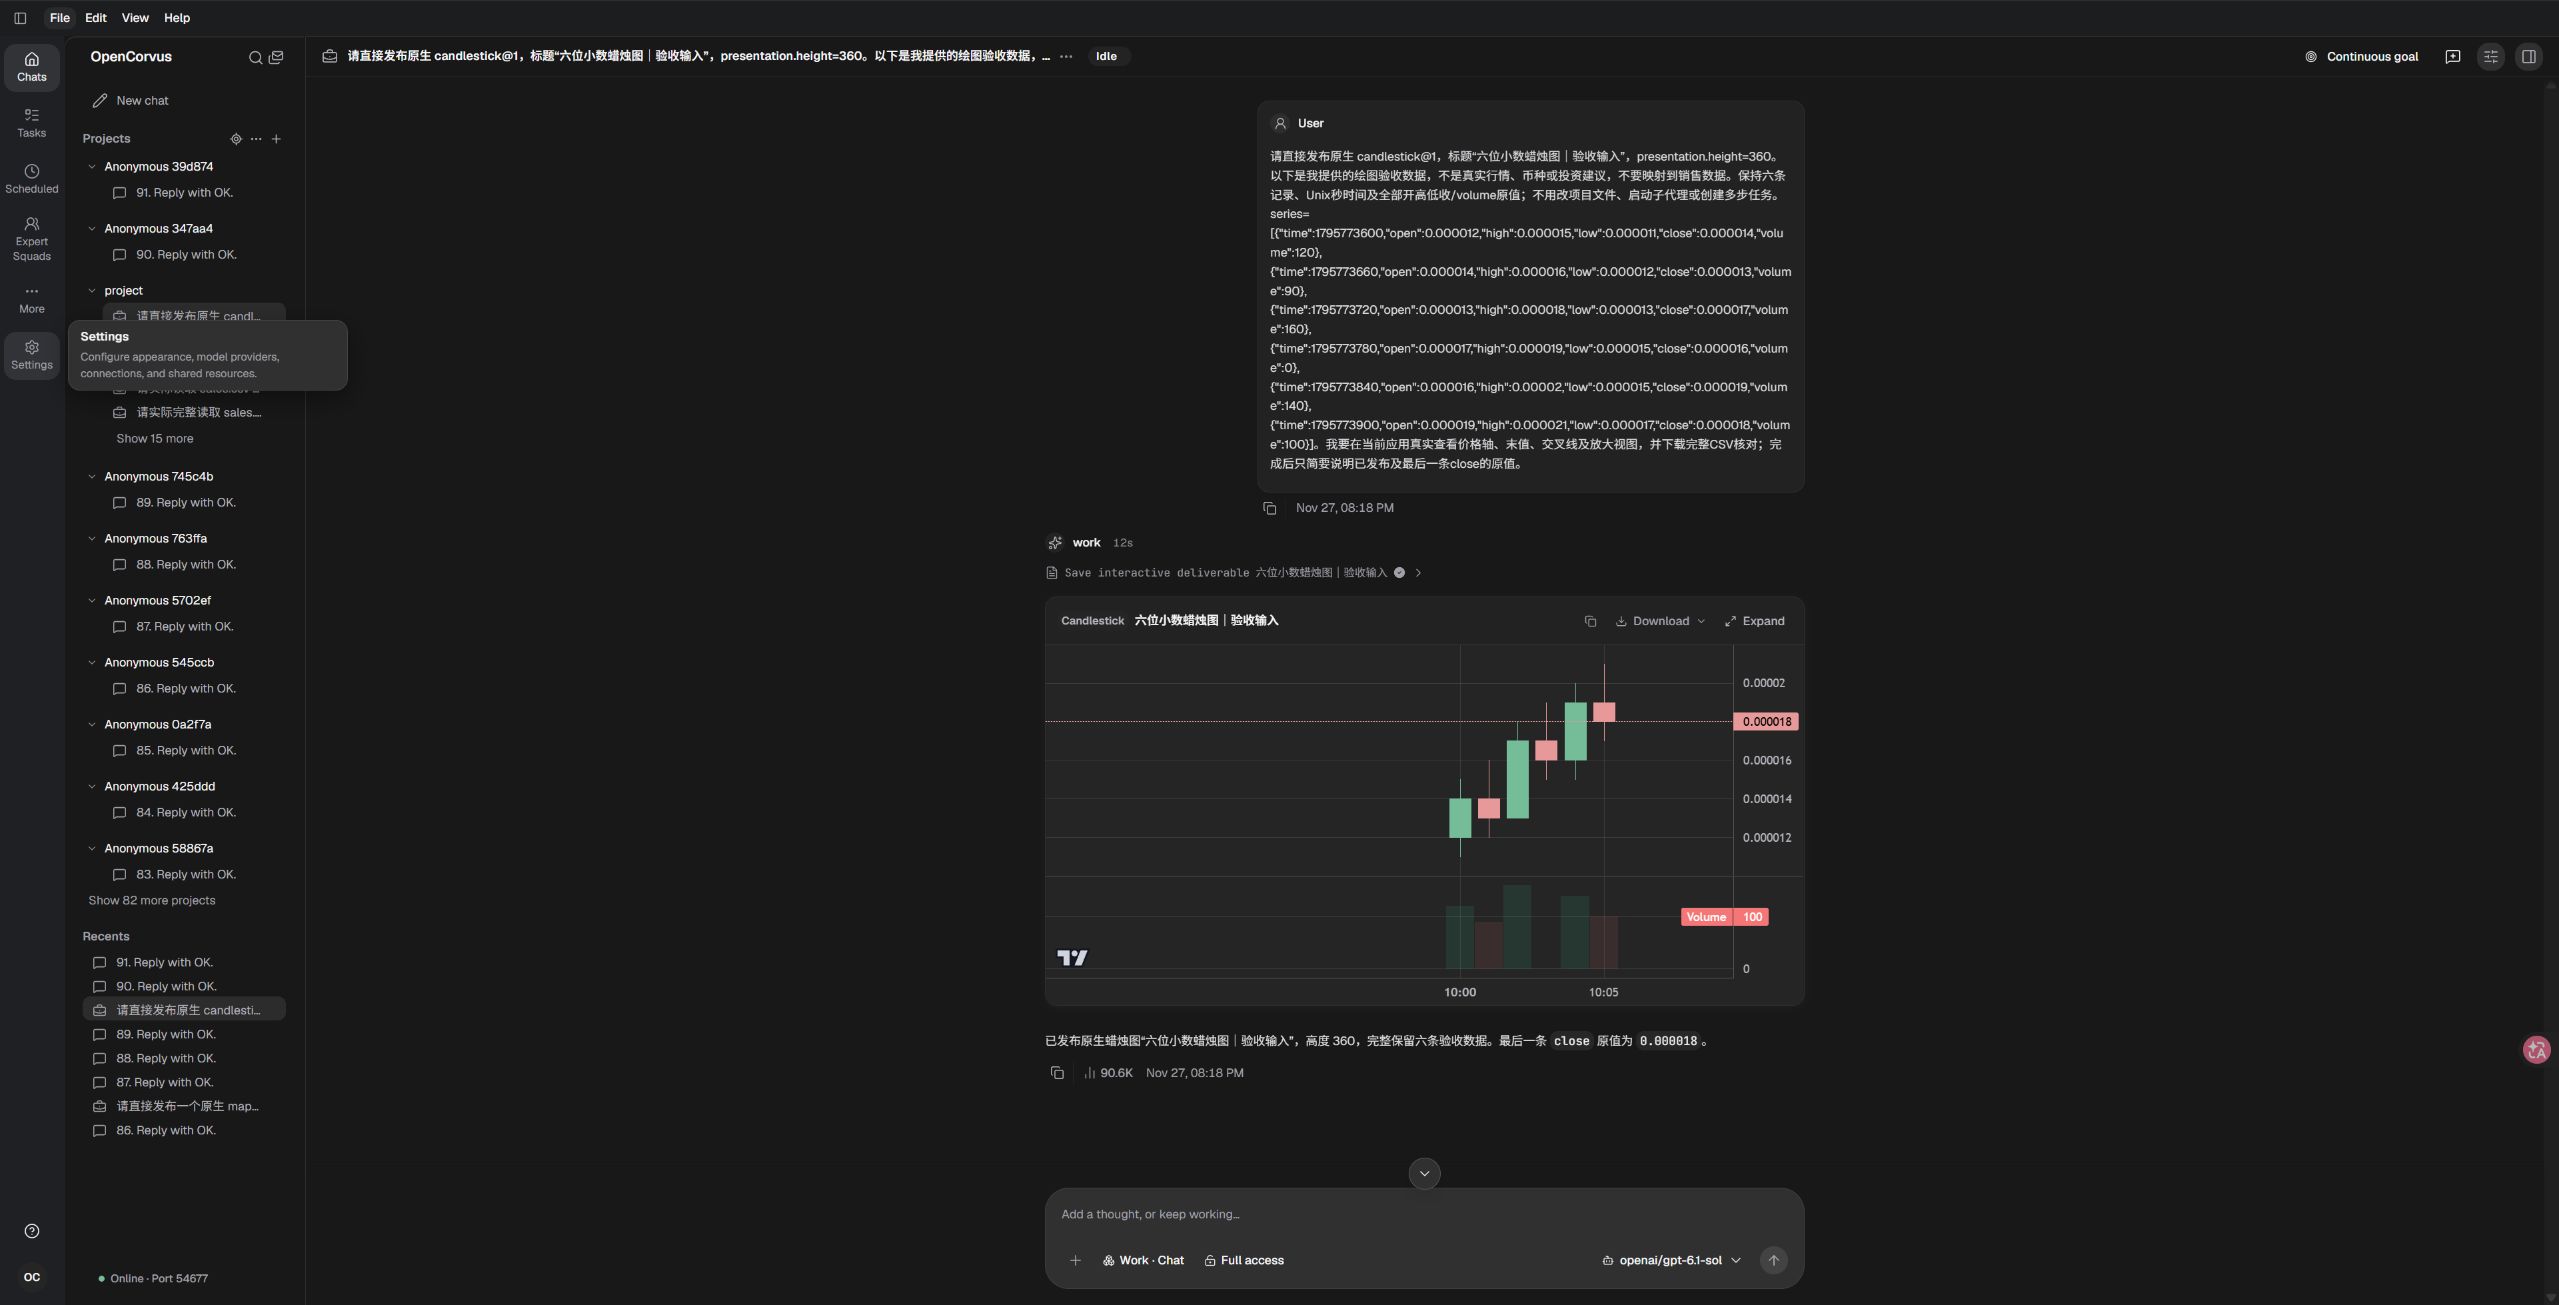 File Edit View Help
Chats
Tasks
Scheduled
Expert
Squads
More
Settings
OC
OpenCorvus
New chat
Projects
Anonymous 39d874
91. Reply with OK.
Anonymous 347aa4
90. Reply with OK.
project
请直接发布原生 candl...
Settings
Configure appearance, model providers,
connections, and shared resources.
请实际完整读取 sales....
Show 15 more
Anonymous 745c4b
89. Reply with OK.
Anonymous 763ffa
88. Reply with OK.
Anonymous 5702ef
87. Reply with OK.
Anonymous 545ccb
86. Reply with OK.
Anonymous 0a2f7a
85. Reply with OK.
Anonymous 425ddd
84. Reply with OK.
Anonymous 58867a
83. Reply with OK.
Show 82 more projects
Recents
91. Reply with OK.
90. Reply with OK.
请直接发布原生 candlesti...
89. Reply with OK.
88. Reply with OK.
87. Reply with OK.
请直接发布一个原生 map...
86. Reply with OK.
Online · Port 54677
请直接发布原生 candlestick@1，标题“六位小数蜡烛图｜验收输入”，presentation.height=360。以下是我提供的绘图验收数据，... ··· Idle
Continuous goal
User
请直接发布原生 candlestick@1，标题“六位小数蜡烛图｜验收输入”，presentation.height=360。
以下是我提供的绘图验收数据，不是真实行情、币种或投资建议，不要映射到销售数据。保持六条
记录、Unix秒时间及全部开高低收/volume原值；不用改项目文件、启动子代理或创建多步任务。
series=
[{"time":1795773600,"open":0.000012,"high":0.000015,"low":0.000011,"close":0.000014,"volu
me":120},
{"time":1795773660,"open":0.000014,"high":0.000016,"low":0.000012,"close":0.000013,"volum
e":90},
{"time":1795773720,"open":0.000013,"high":0.000018,"low":0.000013,"close":0.000017,"volum
e":160},
{"time":1795773780,"open":0.000017,"high":0.000019,"low":0.000015,"close":0.000016,"volum
e":0},
{"time":1795773840,"open":0.000016,"high":0.00002,"low":0.000015,"close":0.000019,"volum
e":140},
{"time":1795773900,"open":0.000019,"high":0.000021,"low":0.000017,"close":0.000018,"volum
e":100}]。我要在当前应用真实查看价格轴、末值、交叉线及放大视图，并下载完整CSV核对；完
成后只简要说明已发布及最后一条close的原值。
Nov 27, 08:18 PM
work 12s
Save interactive deliverable 六位小数蜡烛图｜验收输入
Candlestick 六位小数蜡烛图｜验收输入 Download Expand
0.00002
0.000018
0.000016
0.000014
0.000012
Volume 100
0
10:00 10:05
已发布原生蜡烛图“六位小数蜡烛图｜验收输入”，高度 360，完整保留六条验收数据。最后一条 close 原值为 0.000018 。
90.6K Nov 27, 08:18 PM
Add a thought, or keep working...
Work · Chat Full access openai/gpt-6.1-sol